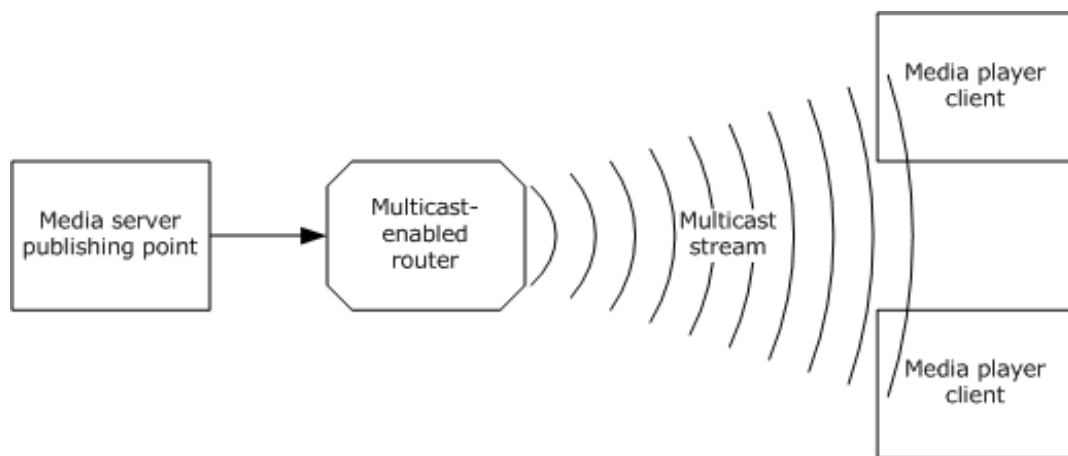 Media server
publishing point
Multicast-
enabled
router
Multicast
stream
Media player
client
Media player
client